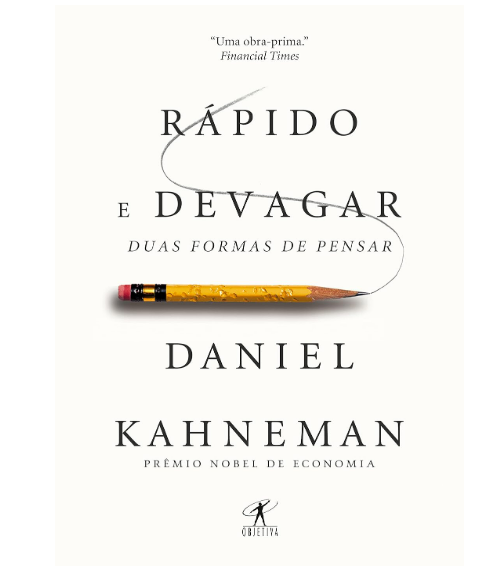 “Uma obra-prima.”
Financial Times
RÁPIDO
E DEVAGAR
DUAS FORMAS DE PENSAR
DANIEL
KAHNEMAN
PRÊMIO NOBEL DE ECONOMIA
OBJETIVA